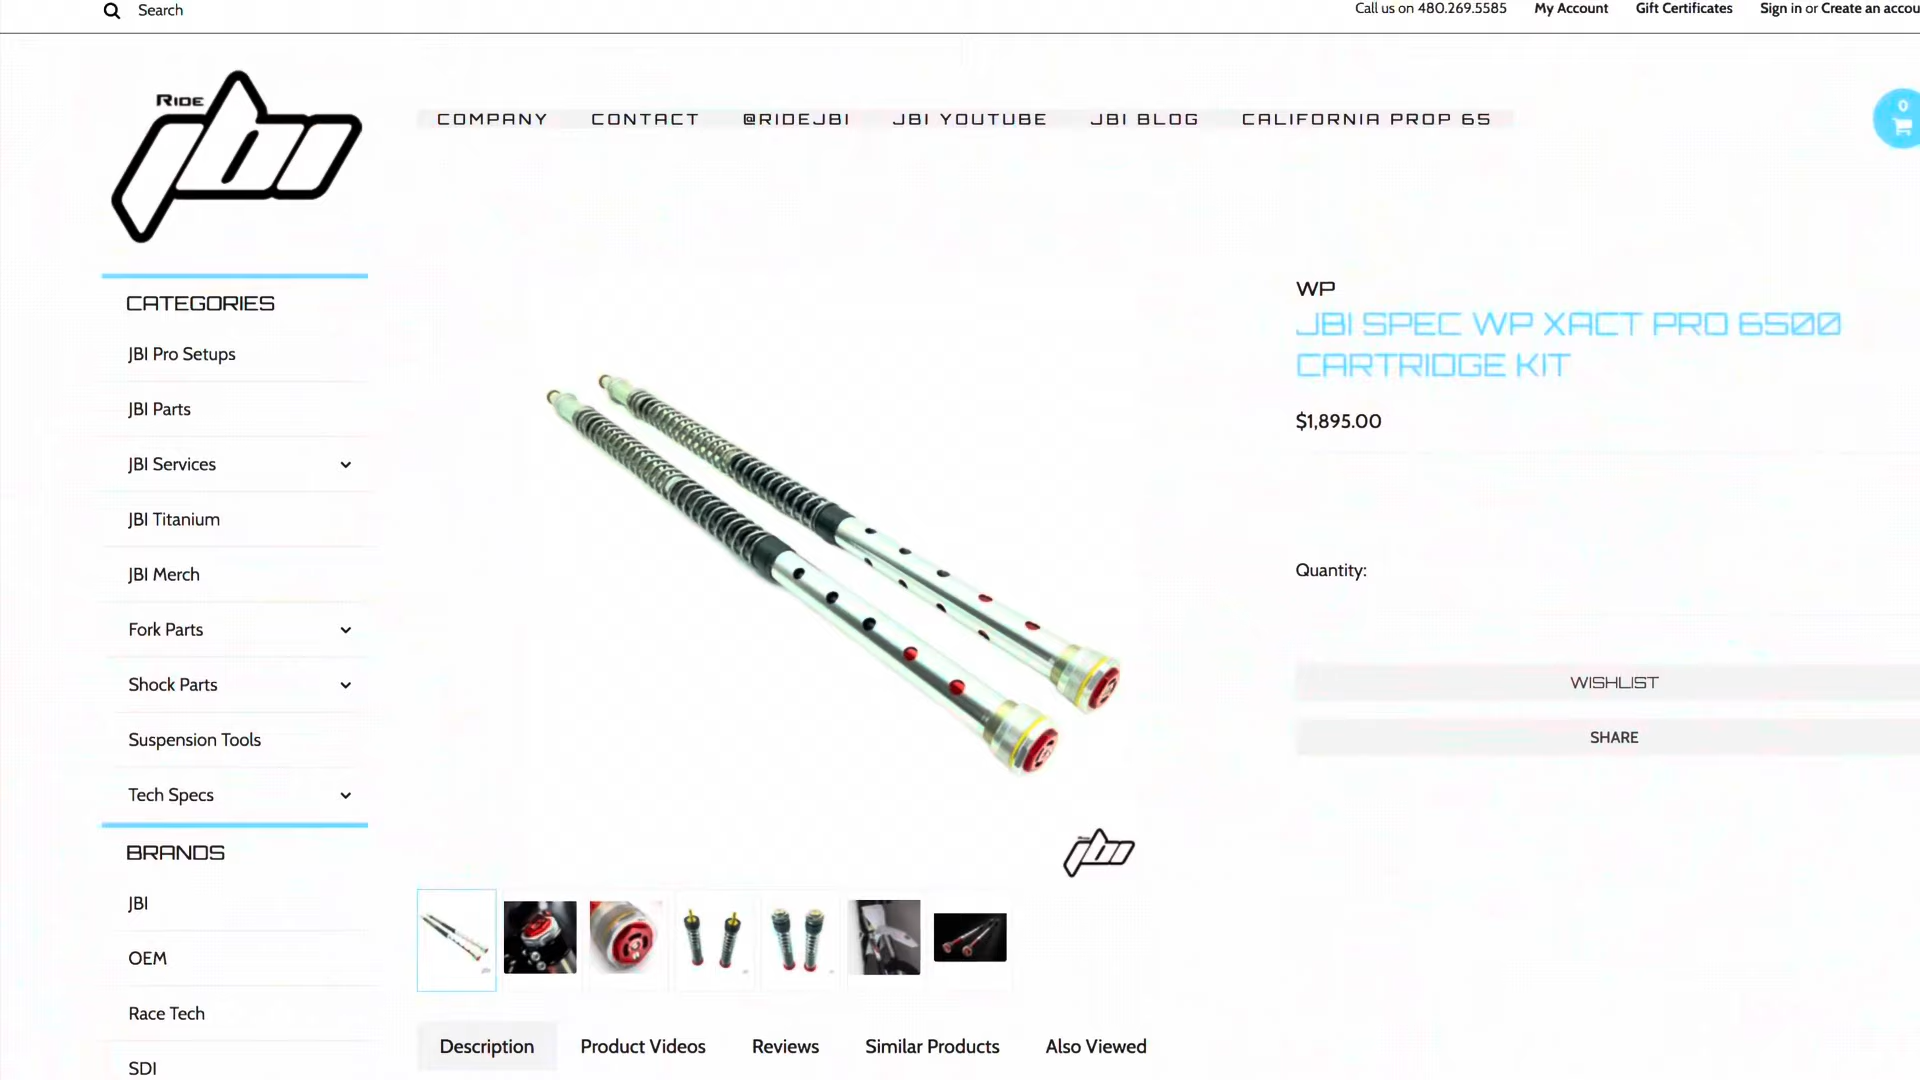 Search
Call us on 480.269.5585
My Account
Gift Certificates
Sign in or Create an accou
RIDE
jbi
COMPANY
CONTACT
@RIDEJBI
JBI YOUTUBE
JBI BLOG
CALIFORNIA PROP 65
0
CATEGORIES
JBI Pro Setups
JBI Parts
JBI Services
JBI Titanium
JBI Merch
Fork Parts
Shock Parts
Suspension Tools
Tech Specs
BRANDS
JBI
OEM
Race Tech
SDI
WP
JBI SPEC WP XACT PRO 6500
CARTRIDGE KIT
$1,895.00
Quantity:
WISHLIST
SHARE
jbi
Description
Product Videos
Reviews
Similar Products
Also Viewed